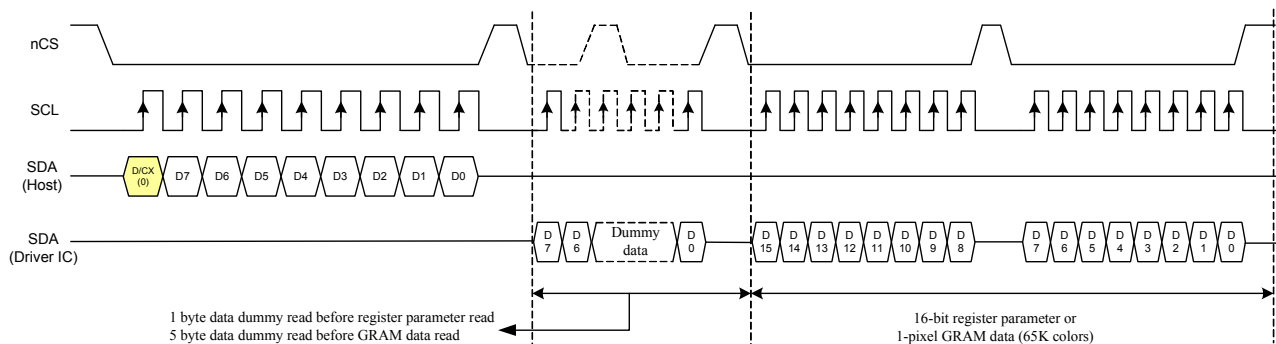 nCS
SCL
SDA
(Host)
D/CX
(0)
D7
D6
D5
D4
D3
D2
D1
D0
SDA
(Driver IC)
D
7
D
6
Dummy
data
D
0
D
15
D
14
D
13
D
12
D
11
D
10
D
9
D
8
D
7
D
6
D
5
D
4
D
3
D
2
D
1
D
0
1 byte data dummy read before register parameter read
5 byte data dummy read before GRAM data read
16-bit register parameter or
1-pixel GRAM data (65K colors)